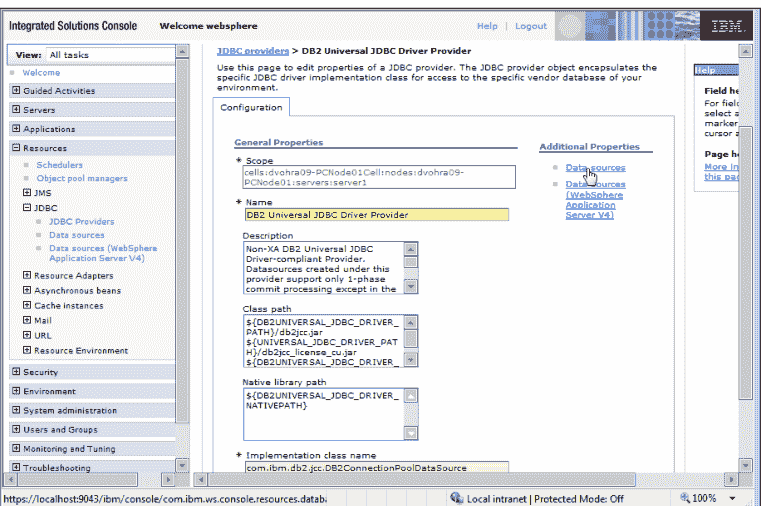 Integrated Solutions Console Welcome websphere Help | Logout IBM.
View: All tasks
Welcome
Guided Activities
Servers
Applications
Resources
Schedulers
Object pool managers
JMS
JDBC
JDBC Providers
Data sources
Data sources (WebSphere
Application Server V4)
Resource Adapters
Asynchronous beans
Cache instances
Mail
URL
Resource Environment
Security
Environment
System administration
Users and Groups
Monitoring and Tuning
Troubleshooting
JDBC providers > DB2 Universal JDBC Driver Provider
Use this page to edit properties of a JDBC provider. The JDBC provider object encapsulates the
specific JDBC driver implementation class for access to the specific vendor database of your
environment.
Configuration
General Properties
* Scope
cells:dvohra09-PCNode01Cell:nodes:dvohra09-
PCNode01:servers:server1
* Name
DB2 Universal JDBC Driver Provider
Description
Non-XA DB2 Universal JDBC
Driver-compliant Provider.
Datasources created under this
provider support only 1-phase
commit processing except in the
Class path
${DB2UNIVERSAL_JDBC_DRIVER_
PATH}/db2jcc.jar
${UNIVERSAL_JDBC_DRIVER_PAT
H}/db2jcc_license_cu.jar
${DB2UNIVERSAL_JDBC_DRIVER_
Native library path
${DB2UNIVERSAL_JDBC_DRIVER_
NATIVEPATH}
* Implementation class name
com.ibm.db2.jcc.DB2ConnectionPoolDataSource
Additional Properties
Data sources
Data sources
(WebSphere
Application
Server V4)
Help
Field he
For field
select a
marker
cursor a
Page he
More in
this pag
https://localhost:9043/ibm/console/com.ibm.ws.console.resources.datab Local intranet | Protected Mode: Off 100%